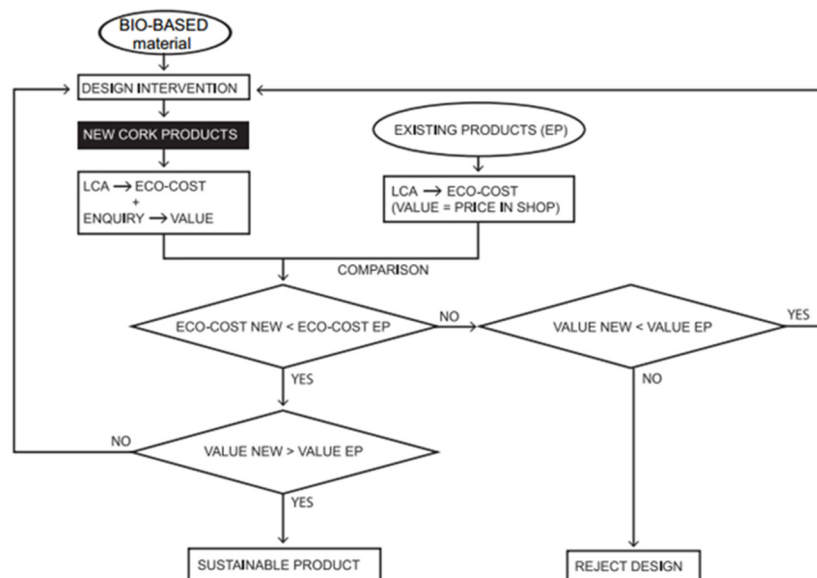 BIO-BASED
material
DESIGN INTERVENTION
NEW CORK PRODUCTS
EXISTING PRODUCTS (EP)
LCA → ECO-COST
+
ENQUIRY → VALUE
LCA → ECO-COST
(VALUE = PRICE IN SHOP)
COMPARISON
ECO-COST NEW < ECO-COST EP
NO
VALUE NEW < VALUE EP
YES
YES
NO
NO
VALUE NEW > VALUE EP
YES
SUSTAINABLE PRODUCT
REJECT DESIGN